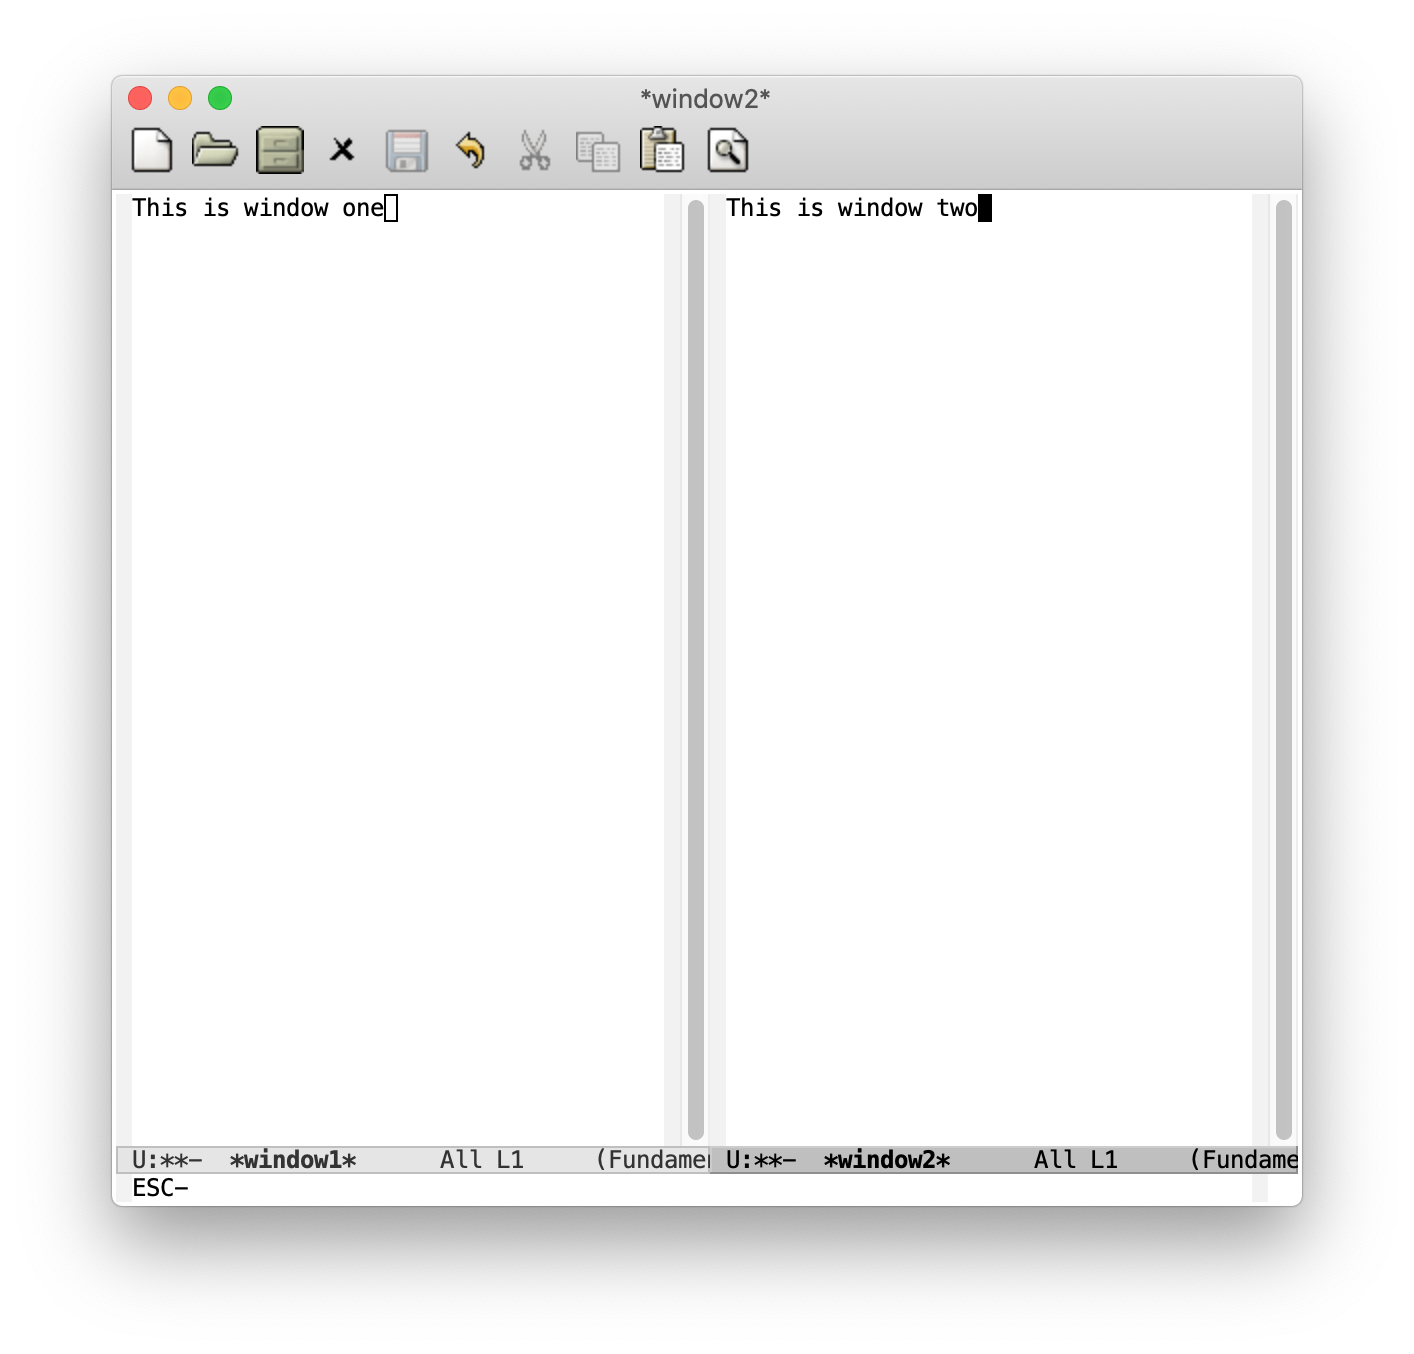 *window2*
This is window one
This is window two
U:**-  *window1*      All L1     (Fundamen
U:**-  *window2*      All L1     (Fundame
ESC-